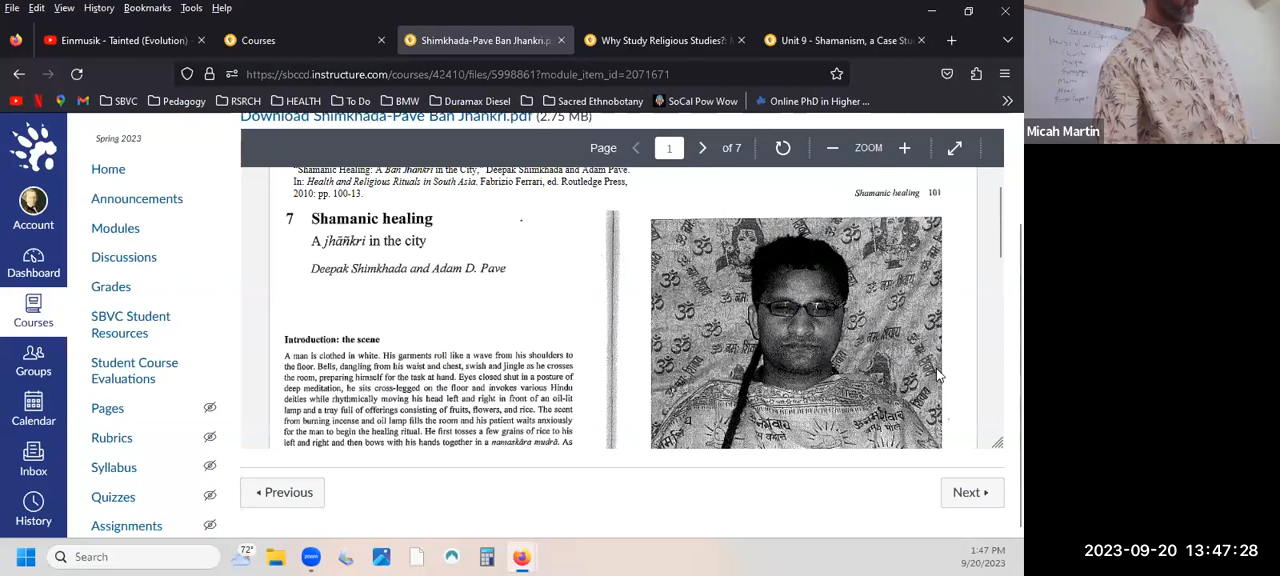 File Edit View History Bookmarks Tools Help
Einmusik - Tainted (Evolution)
Courses
Shimkhada-Pave Ban Jhankri.p
Why Study Religious Studies?:
Unit 9 - Shamanism, a Case Stu
https://sbccd.instructure.com/courses/42410/files/5998861?module_item_id=2071671
SBVC Pedagogy RSRCH HEALTH To Do BMW Duramax Diesel Sacred Ethnobotany SoCal Pow Wow Online PhD in Higher ...
Micah Martin
Account
Dashboard
Courses
Groups
Calendar
Inbox
History
Spring 2023
Home
Announcements
Modules
Discussions
Grades
SBVC Student
Resources
Student Course
Evaluations
Pages
Rubrics
Syllabus
Quizzes
Assignments
Download Shimkhada-Pave Ban Jhankri.pdf (2.75 MB)
Page 1 of 7 ZOOM
"Shamanic Healing: A Ban Jhankri in the City," Deepak Shimkhada and Adam Pave.
In: Health and Religious Rituals in South Asia. Fabrizio Ferrari, ed. Routledge Press,
2010: pp. 100-13.
Shamanic healing 101
7 Shamanic healing
A jhāñkri in the city
Deepak Shimkhada and Adam D. Pave
Introduction: the scene
A man is clothed in white. His garments roll like a wave from his shoulders to
the floor. Bells, dangling from his waist and chest, swish and jingle as he crosses
the room, preparing himself for the task at hand. Eyes closed shut in a posture of
deep meditation, he sits cross-legged on the floor and invokes various Hindu
deities while rhythmically moving his head left and right in front of an oil-lit
lamp and a tray full of offerings consisting of fruits, flowers, and rice. The scent
from burning incense and oil lamp fills the room and his patient waits anxiously
for the man to begin the healing ritual. He first tosses a few grains of rice to his
left and right and then bows with his hands together in a namaskāra mudrā. As
Previous
Next
72°
Search
1:47 PM
9/20/2023
2023-09-20 13:47:28